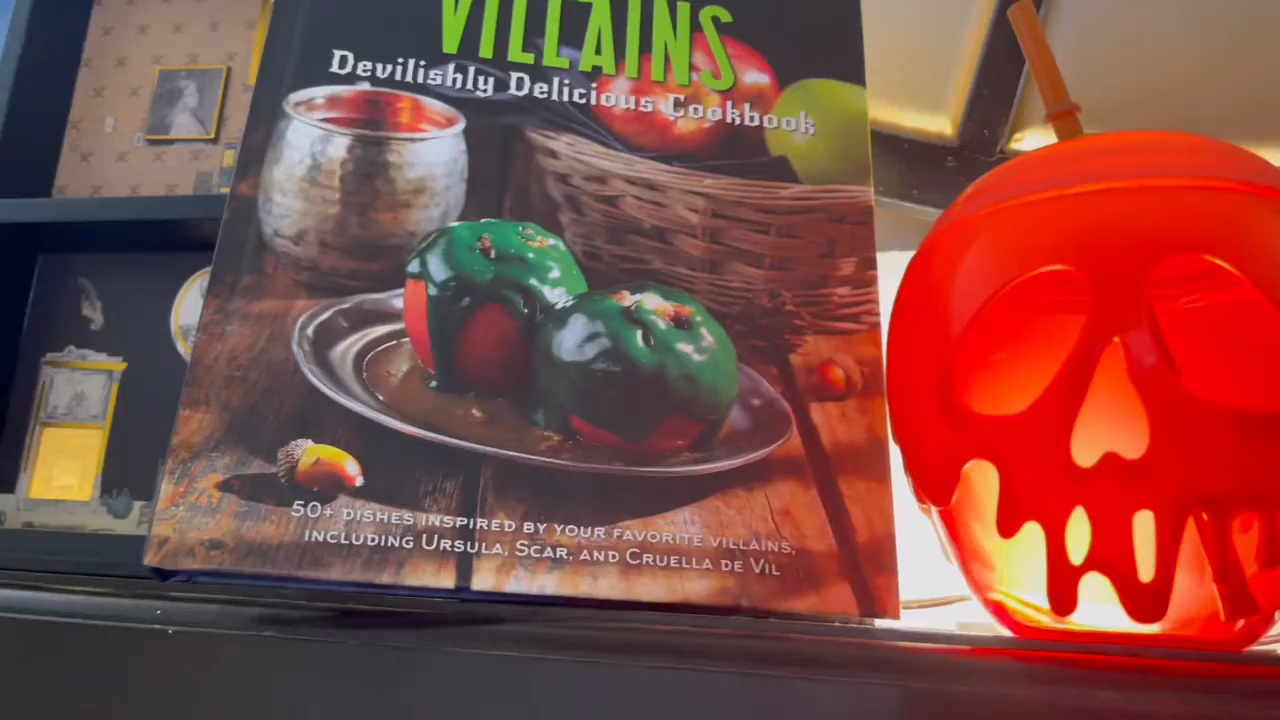 VILLAINS
Devilishly Delicious Cookbook
50+ DISHES INSPIRED BY YOUR FAVORITE VILLAINS,
INCLUDING URSULA, SCAR, AND CRUELLA DE VIL